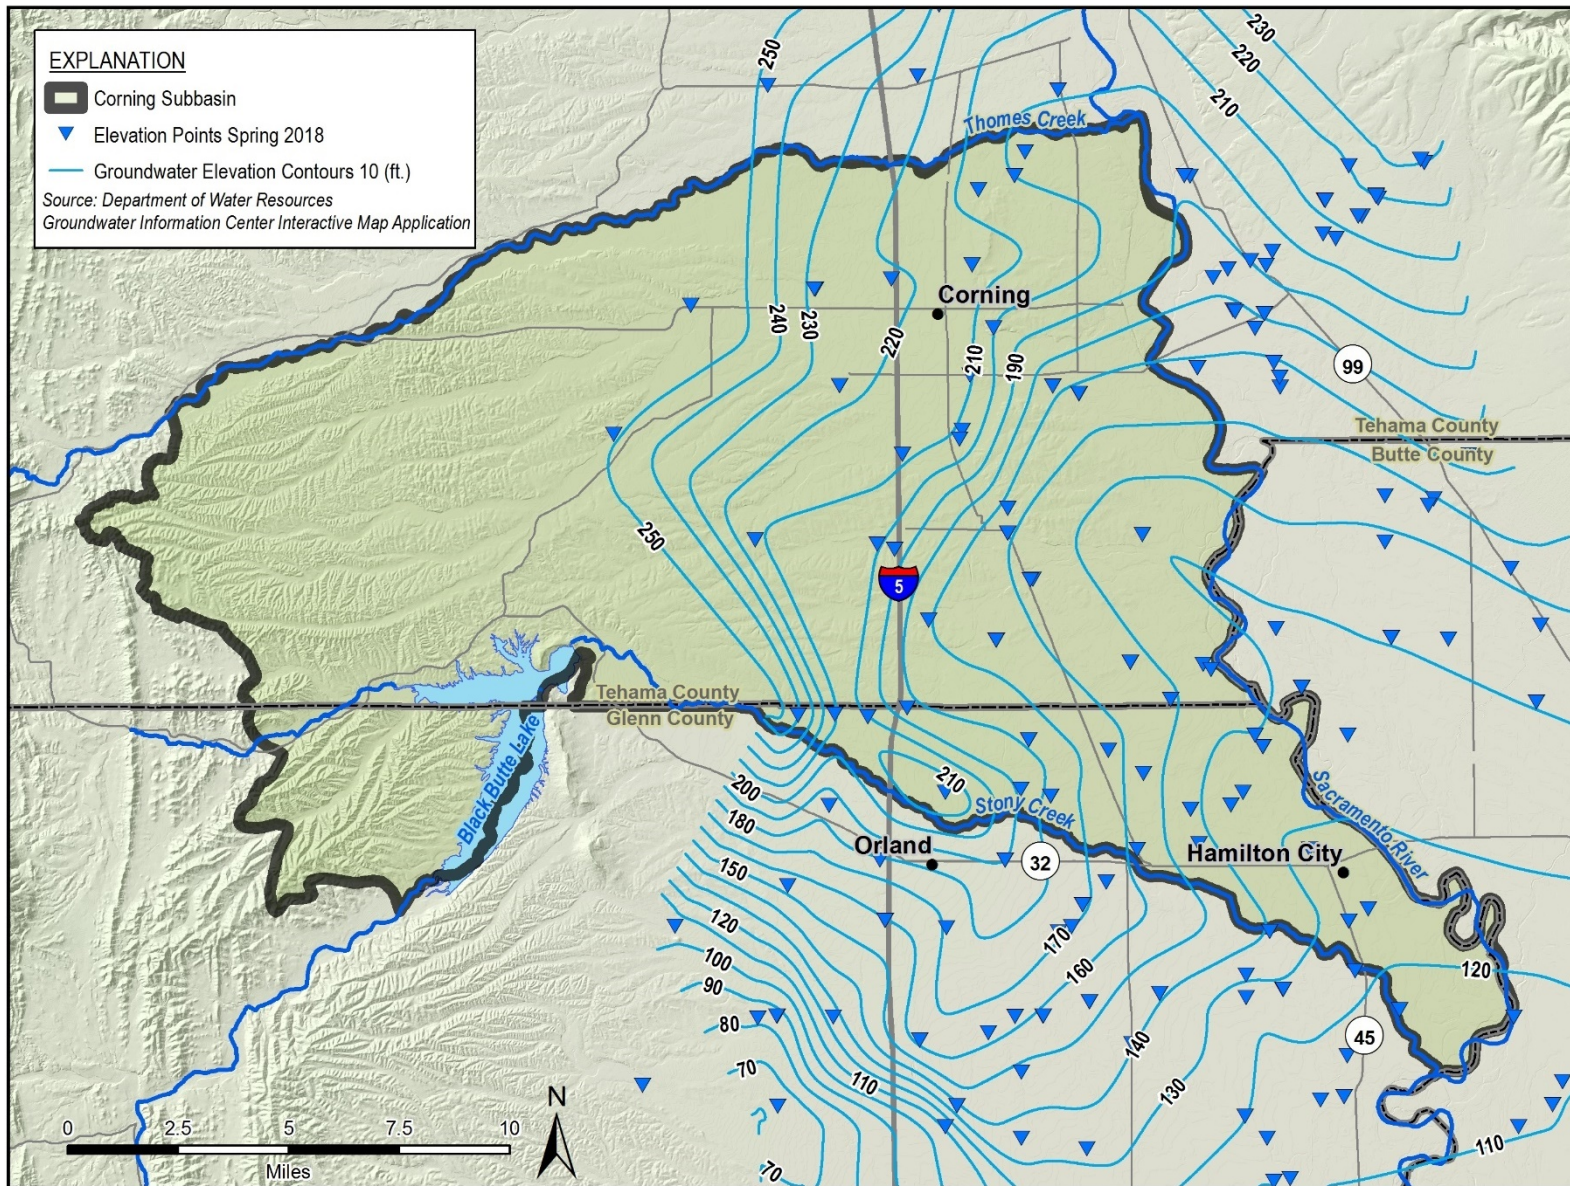 EXPLANATION
Corning Subbasin
Elevation Points Spring 2018
Groundwater Elevation Contours 10 (ft.)
Source: Department of Water Resources
Groundwater Information Center Interactive Map Application
250
230
220
210
Thomes Creek
Corning
240
230
220
210
190
99
Tehama County
Butte County
250
5
Tehama County
Glenn County
Black Butte Lake
210
200
180
150
120
100
90
80
70
70
110
Stony Creek
Sacramento River
Orland
32
Hamilton City
170
160
140
130
120
45
110
N
0 2.5 5 7.5 10
Miles